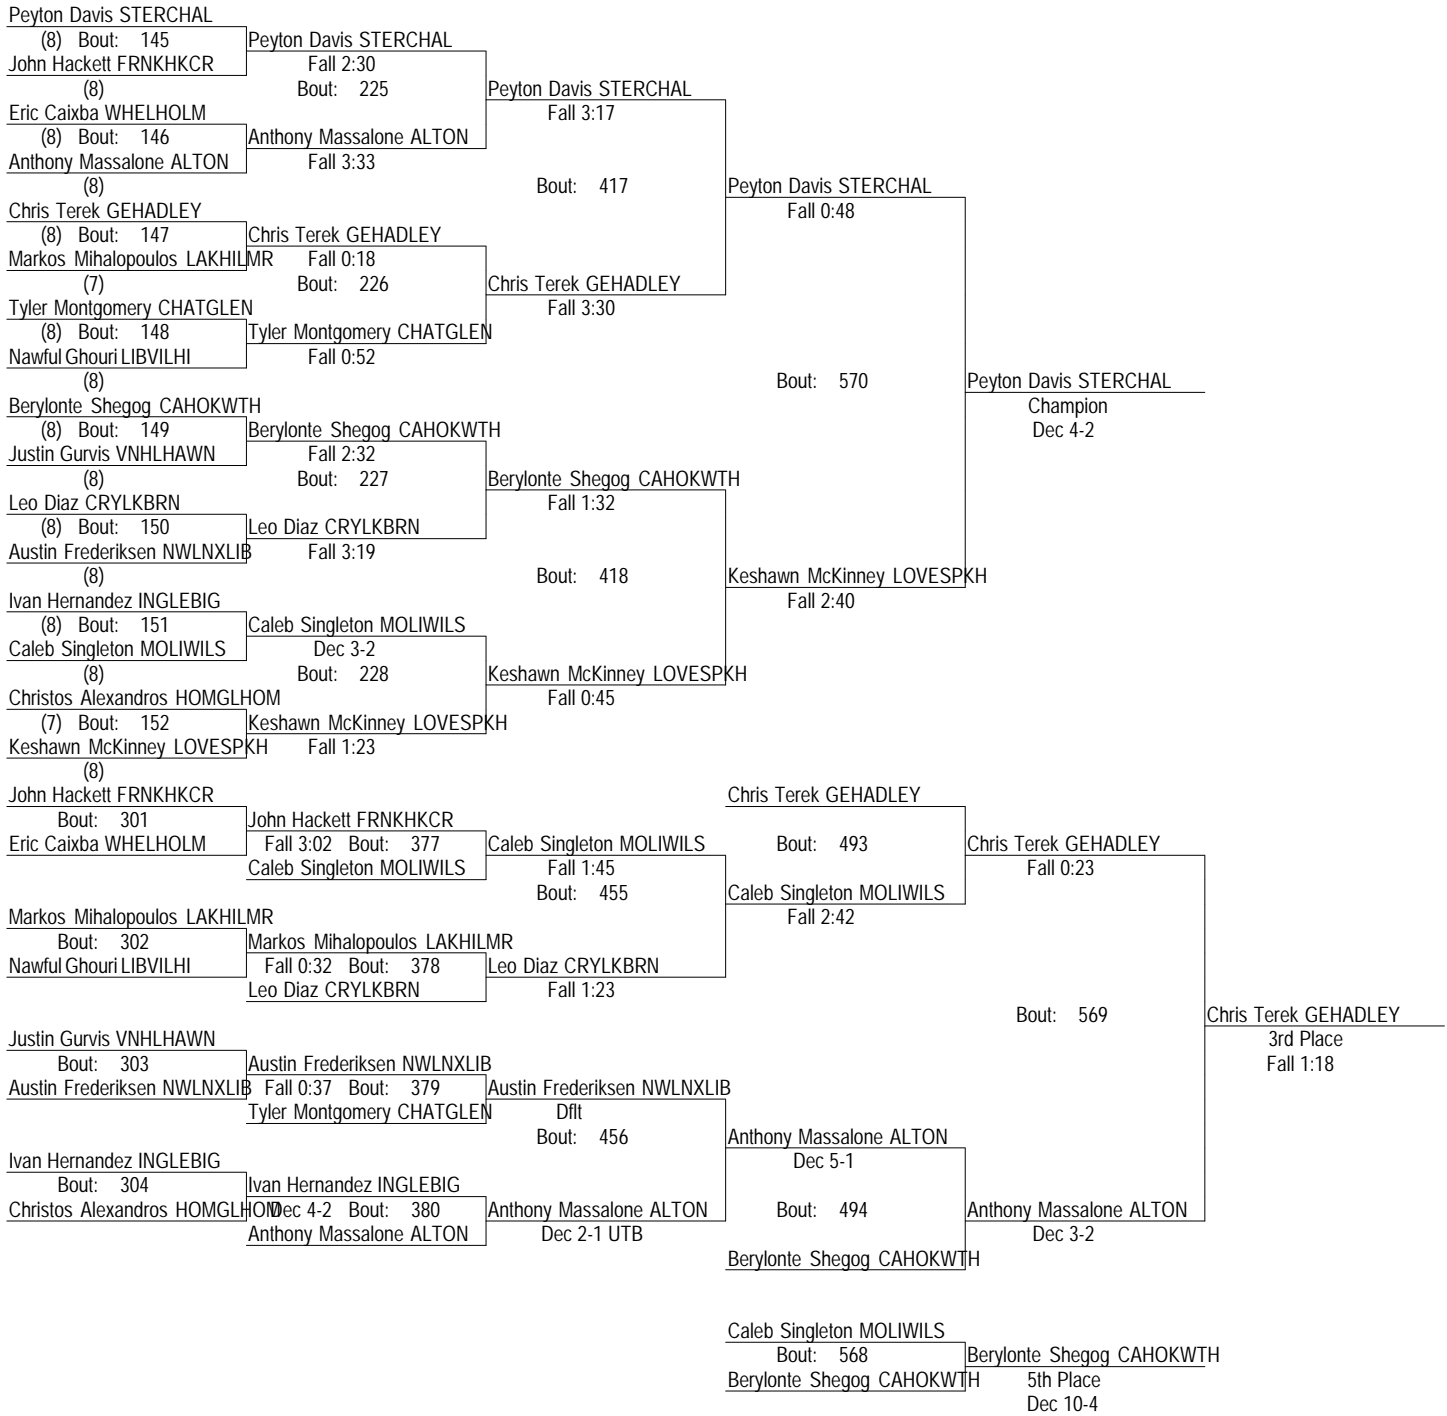 Peyton Davis STERCHAL
(8) Bout: 145 Peyton Davis STERCHAL
John Hackett FRNKHKCR Fall 2:30
(8) Bout: 225 Peyton Davis STERCHAL
Eric Caixba WHELHOLM Fall 3:17
(8) Bout: 146 Anthony Massalone ALTON
Anthony Massalone ALTON Fall 3:33
(8) Bout: 417 Peyton Davis STERCHAL
Chris Terek GEHADLEY Fall 0:48
(8) Bout: 147 Chris Terek GEHADLEY
Markos Mihalopoulos LAKHILMR Fall 0:18
(7) Bout: 226 Chris Terek GEHADLEY
Tyler Montgomery CHATGLEN Fall 3:30
(8) Bout: 148 Tyler Montgomery CHATGLEN
Nawful Ghouri LIBVILHI Fall 0:52
(8) Bout: 570 Peyton Davis STERCHAL
Berylonte Shegog CAHOKWTH Champion
(8) Bout: 149 Berylonte Shegog CAHOKWTH Dec 4-2
Justin Gurvis VNHLHAWN Fall 2:32
(8) Bout: 227 Berylonte Shegog CAHOKWTH
Leo Diaz CRYLKBRN Fall 1:32
(8) Bout: 150 Leo Diaz CRYLKBRN
Austin Frederiksen NWLNXLIB Fall 3:19
(8) Bout: 418 Keshawn McKinney LOVESPKH
Ivan Hernandez INGLEBIG Fall 2:40
(8) Bout: 151 Caleb Singleton MOLIWILS
Caleb Singleton MOLIWILS Dec 3-2
(8) Bout: 228 Keshawn McKinney LOVESPKH
Christos Alexandros HOMGLHOM Fall 0:45
(7) Bout: 152 Keshawn McKinney LOVESPKH
Keshawn McKinney LOVESPKH Fall 1:23
(8)
John Hackett FRNKHKCR Chris Terek GEHADLEY
Bout: 301 John Hackett FRNKHKCR
Eric Caixba WHELHOLM Fall 3:02 Bout: 377 Caleb Singleton MOLIWILS Bout: 493 Chris Terek GEHADLEY
Caleb Singleton MOLIWILS Fall 1:45 Fall 0:23
Bout: 455 Caleb Singleton MOLIWILS
Markos Mihalopoulos LAKHILMR Fall 2:42
Bout: 302 Markos Mihalopoulos LAKHILMR
Nawful Ghouri LIBVILHI Fall 0:32 Bout: 378 Leo Diaz CRYLKBRN
Leo Diaz CRYLKBRN Fall 1:23
Bout: 569 Chris Terek GEHADLEY
Justin Gurvis VNHLHAWN 3rd Place
Bout: 303 Austin Frederiksen NWLNXLIB Fall 1:18
Austin Frederiksen NWLNXLIB Fall 0:37 Bout: 379 Austin Frederiksen NWLNXLIB
Tyler Montgomery CHATGLEN Dflt
Bout: 456 Anthony Massalone ALTON
Ivan Hernandez INGLEBIG Dec 5-1
Bout: 304 Ivan Hernandez INGLEBIG
Christos Alexandros HOMGLHOM Dec 4-2 Bout: 380 Anthony Massalone ALTON Bout: 494 Anthony Massalone ALTON
Anthony Massalone ALTON Dec 2-1 UTB Dec 3-2
Berylonte Shegog CAHOKWTH
Caleb Singleton MOLIWILS
Bout: 568 Berylonte Shegog CAHOKWTH
Berylonte Shegog CAHOKWTH 5th Place
Dec 10-4